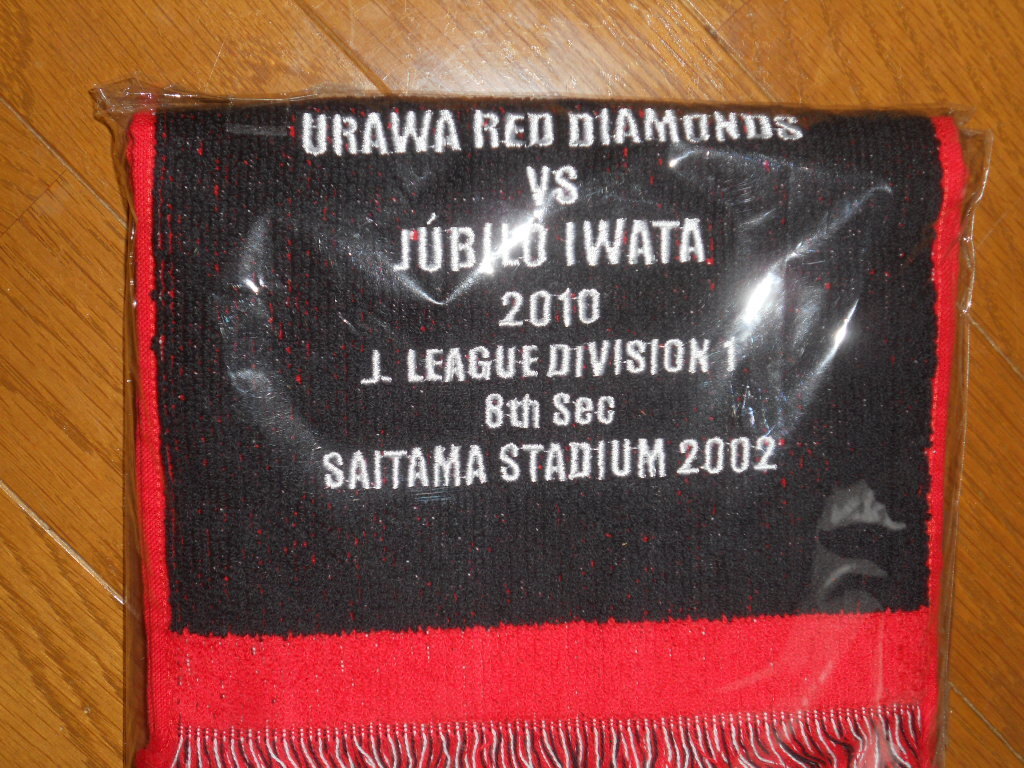 URAWA RED DIAMONDS
VS
JÚBILO IWATA
2010
J. LEAGUE DIVISION 1
8th Sec
SAITAMA STADIUM 2002